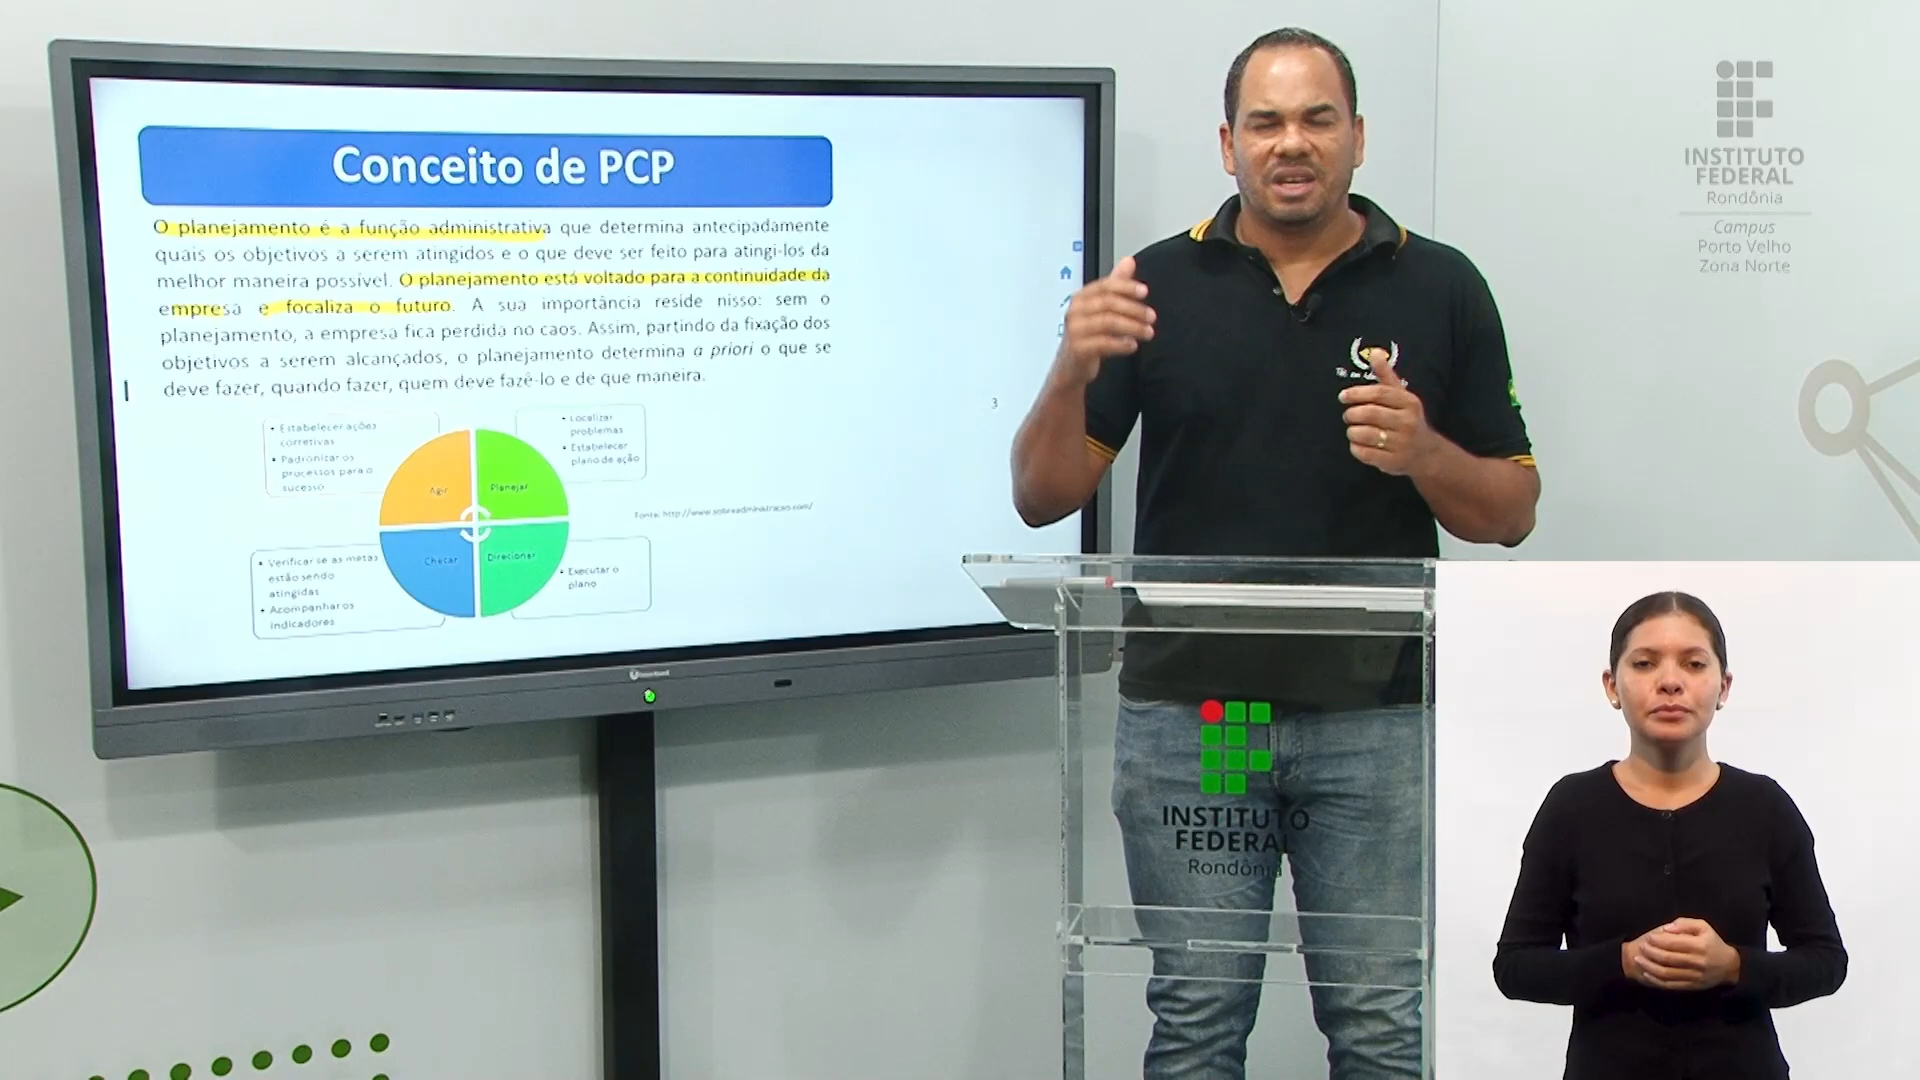 Conceito de PCP
O planejamento é a função administrativa que determina antecipadamente
quais os objetivos a serem atingidos e o que deve ser feito para atingi-los da
melhor maneira possível. O planejamento está voltado para a continuidade da
empresa e focaliza o futuro. A sua importância reside nisso: sem o
planejamento, a empresa fica perdida no caos. Assim, partindo da fixação dos
objetivos a serem alcançados, o planejamento determina a priori o que se
deve fazer, quando fazer, quem deve fazê-lo e de que maneira.
3
• Estabelecer ações
corretivas
• Padronizar os
processos para o
sucesso
• Localizar
problemas
• Estabelecer
plano de ação
Agir
Planejar
Fonte: http://www.sobreadministracao.com/
Checar
Direcionar
• Verificar se as metas
estão sendo
atingidas
• Acompanhar os
indicadores
• Executar o
plano
INSTITUTO
FEDERAL
Rondônia
Campus
Porto Velho
Zona Norte
INSTITUTO
FEDERAL
Rondônia